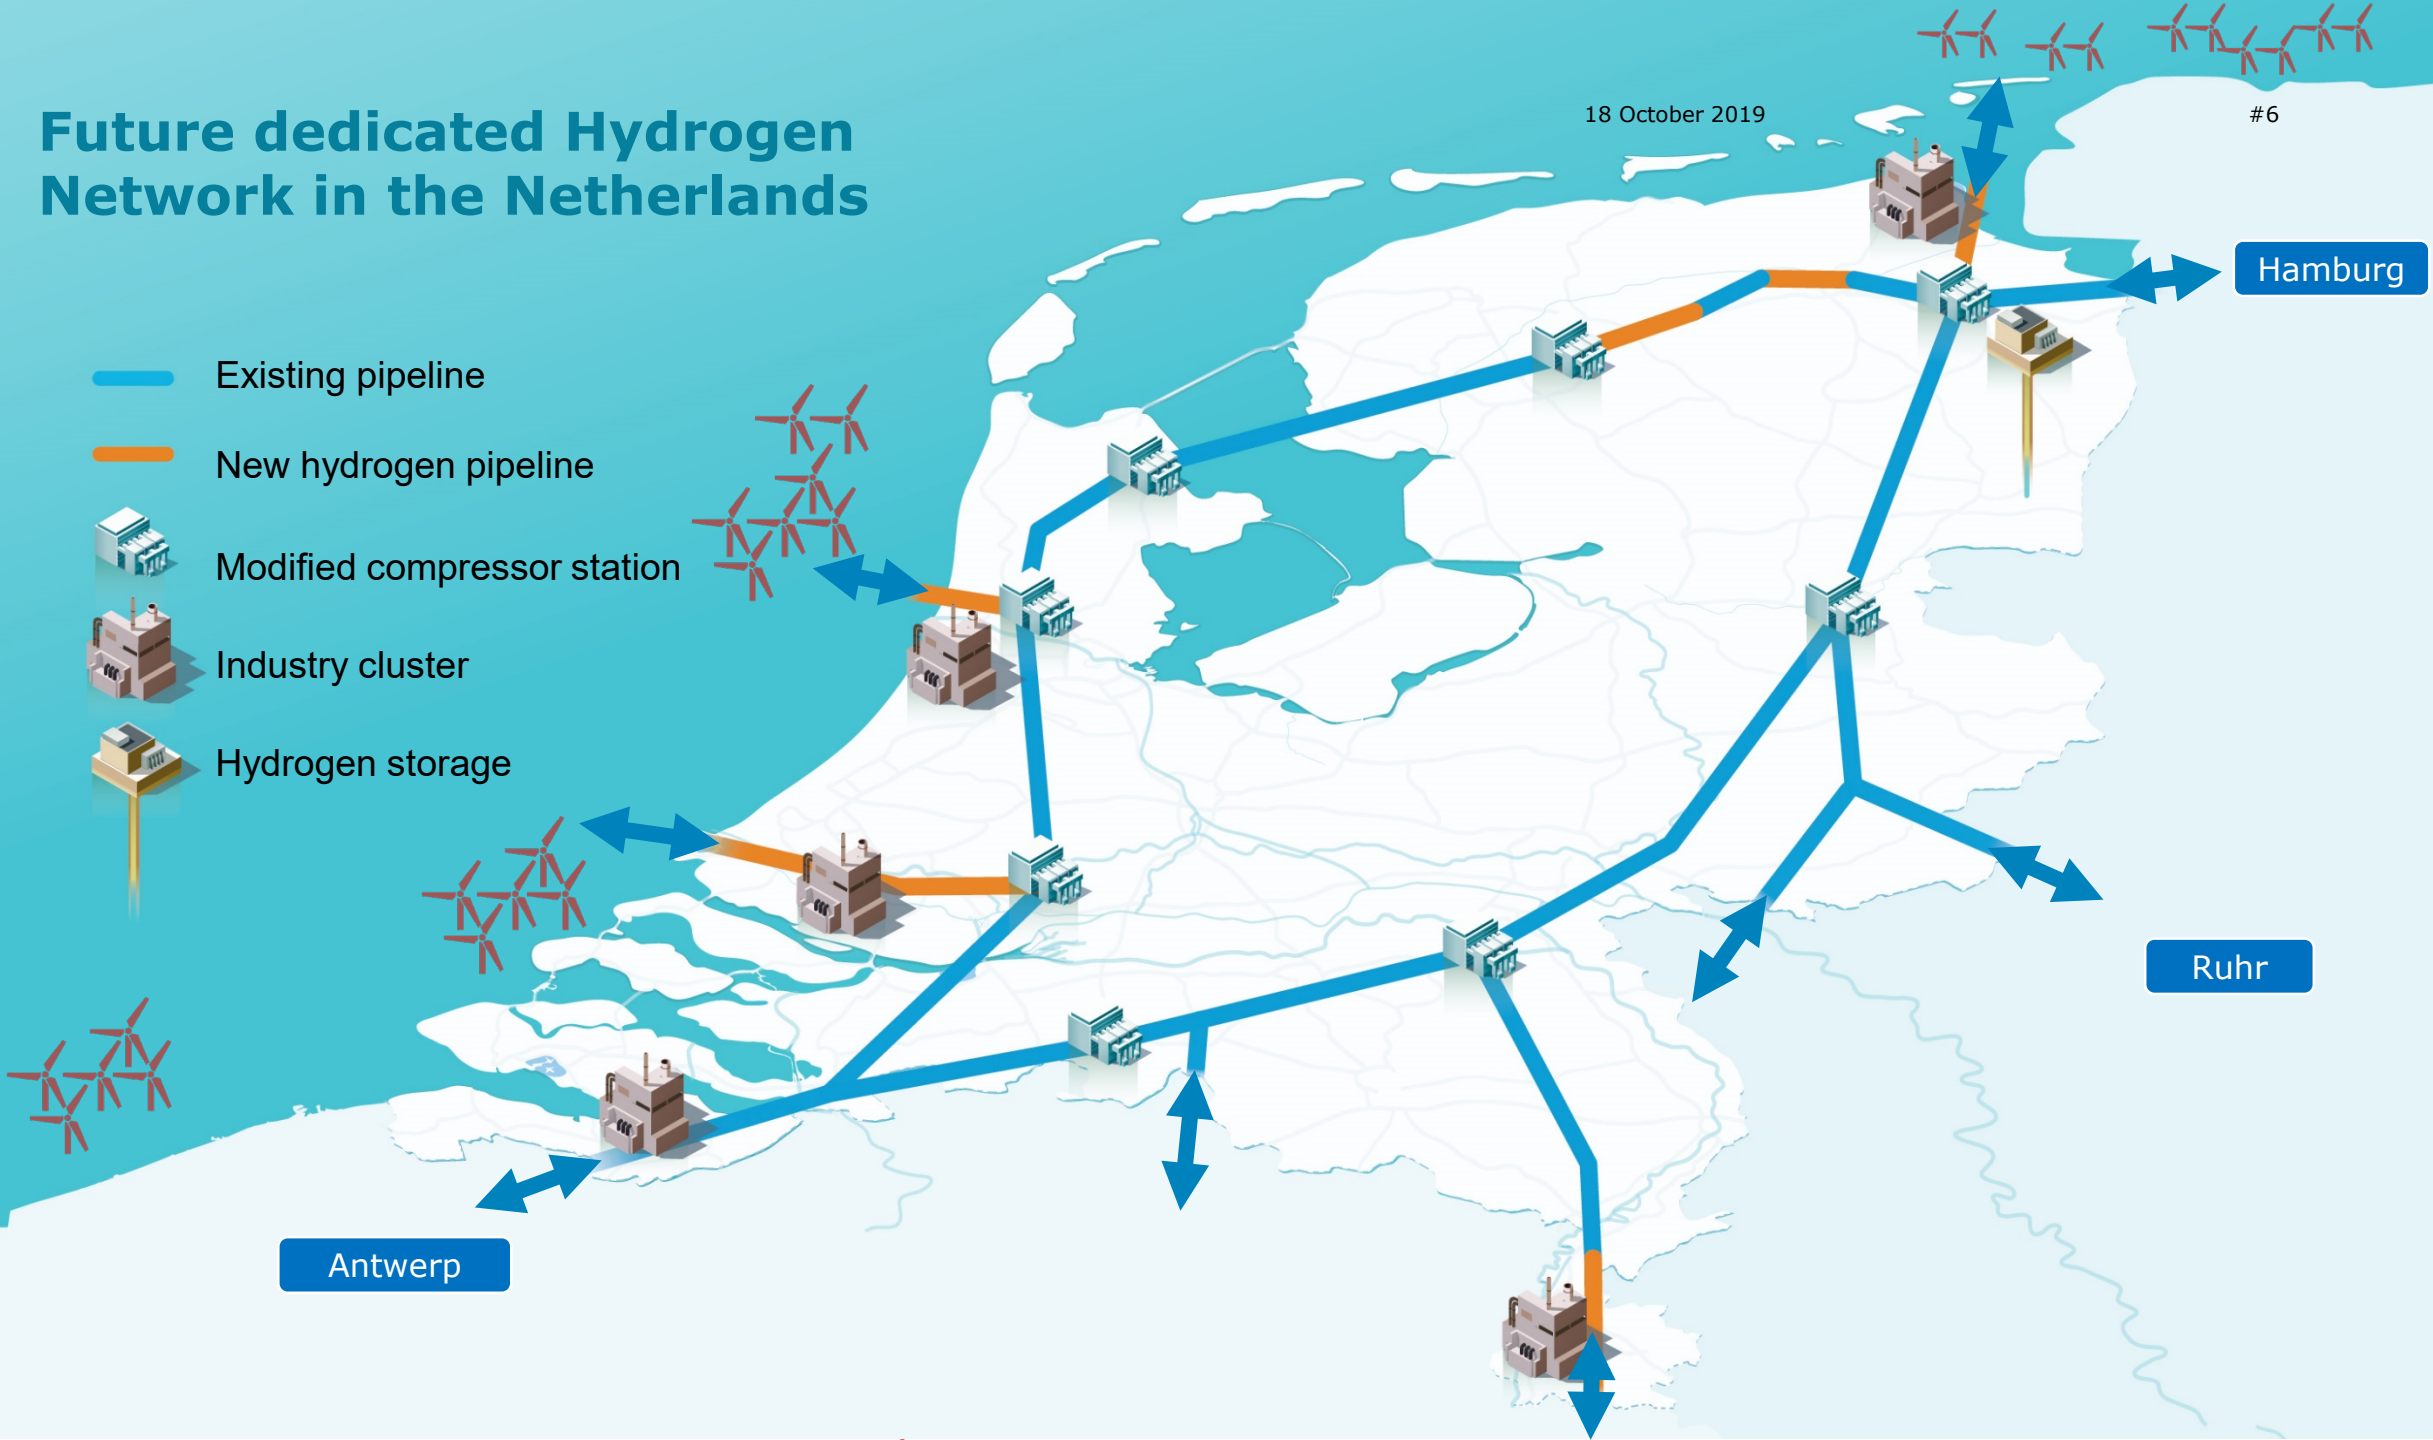 18 October 2019
#6
Future dedicated Hydrogen
Network in the Netherlands
Hamburg
Existing pipeline
New hydrogen pipeline
Modified compressor station
Industry cluster
Hydrogen storage
Ruhr
Antwerp